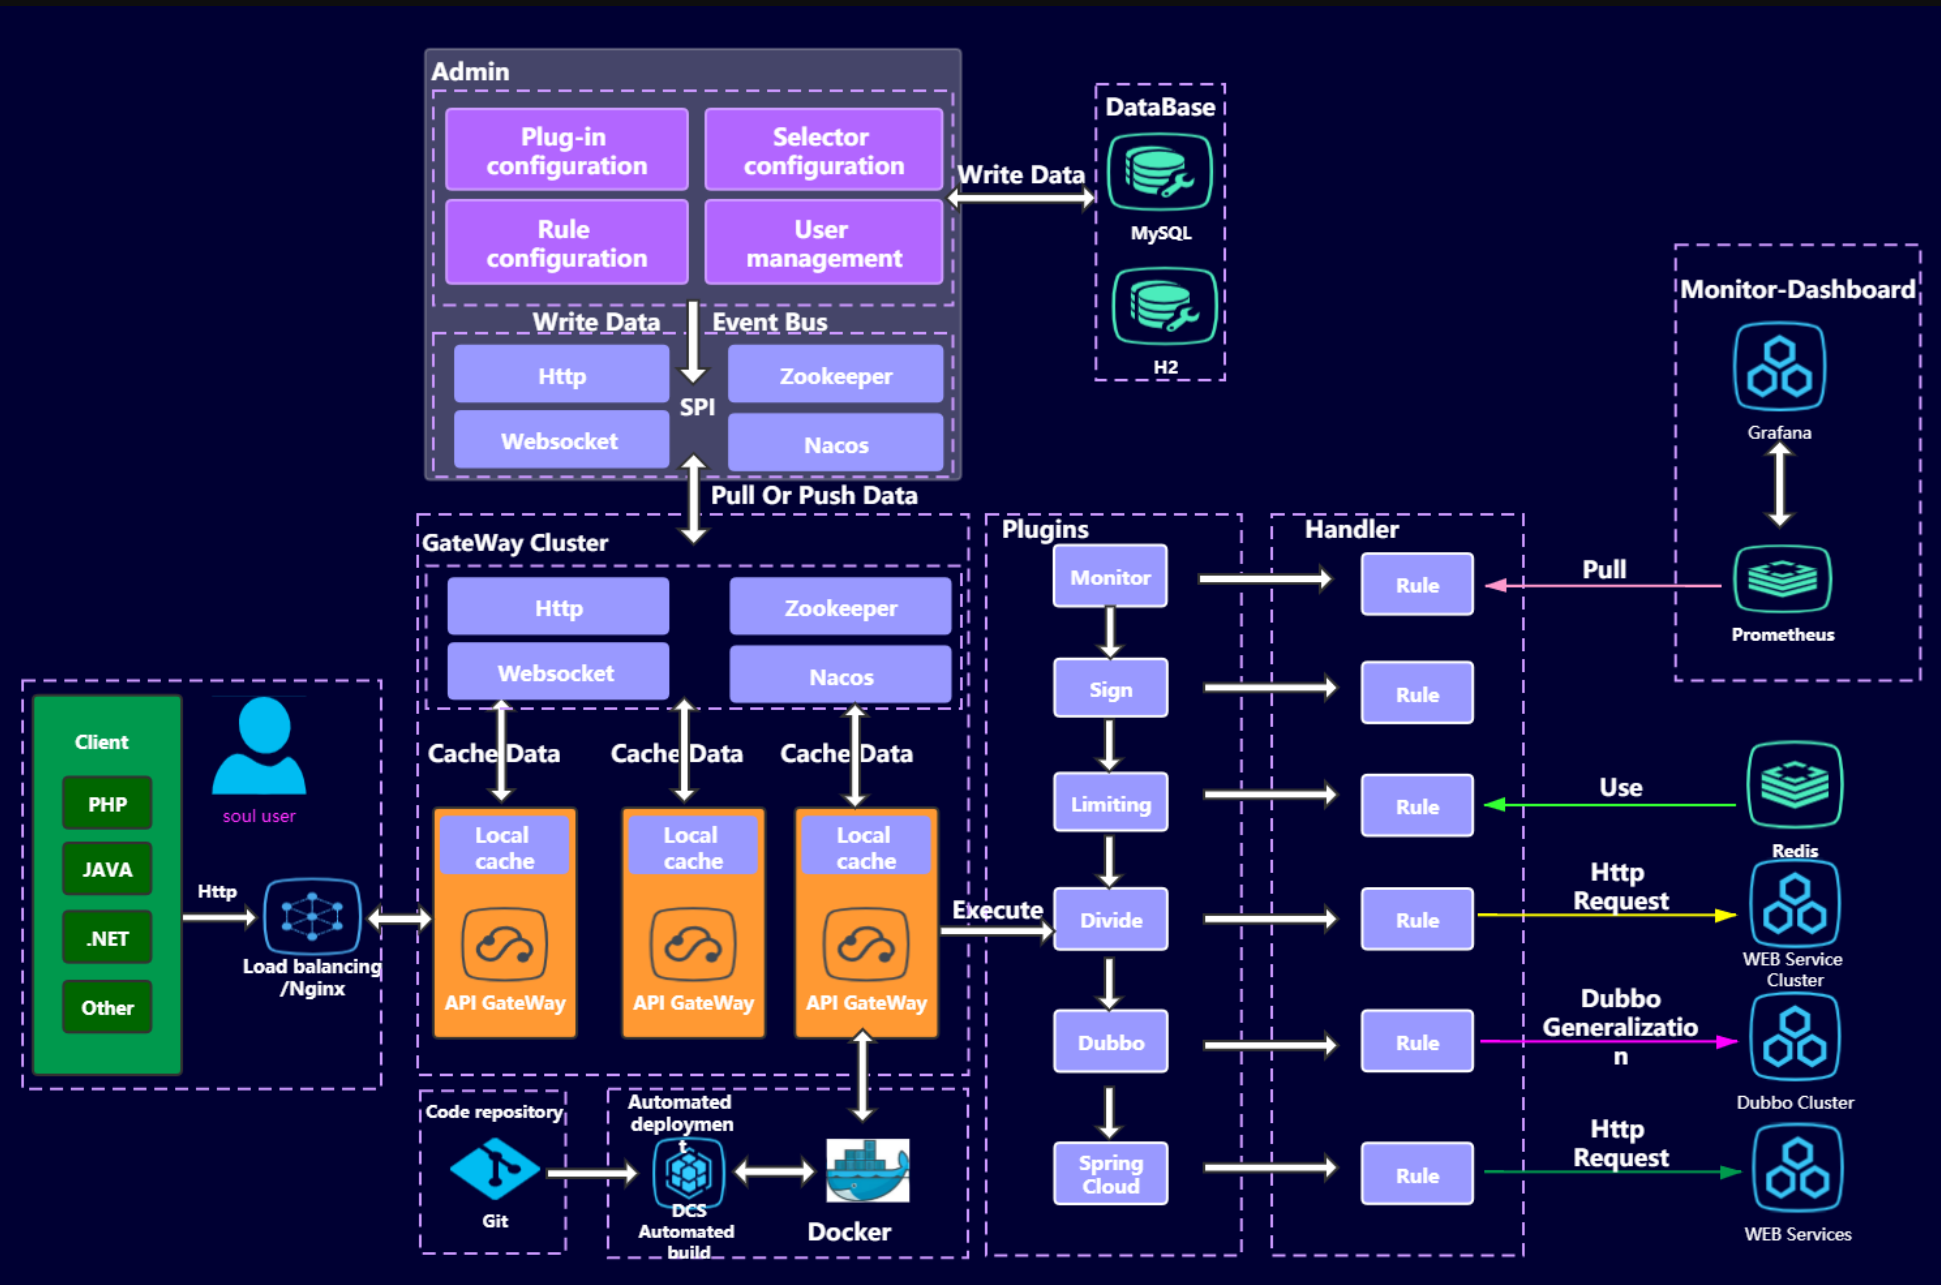 Admin
Plug-in
configuration
Selector
configuration
Rule
configuration
User
management
Write Data
Event Bus
Http
Zookeeper
SPI
Websocket
Nacos
Write Data
DataBase
MySQL
H2
Monitor-Dashboard
Grafana
Prometheus
Pull Or Push Data
GateWay Cluster
Http
Zookeeper
Websocket
Nacos
Cache Data
Cache Data
Cache Data
Local
cache
API GateWay
Local
cache
API GateWay
Local
cache
API GateWay
Client
PHP
JAVA
.NET
Other
soul user
Http
Load balancing
/Nginx
Execute
Code repository
Git
Automated
deploymen
t
DCS
Automated
build
Docker
Plugins
Monitor
Sign
Limiting
Divide
Dubbo
Spring
Cloud
Handler
Rule
Rule
Rule
Rule
Rule
Rule
Pull
Use
Redis
Http
Request
WEB Service
Cluster
Dubbo
Generalizatio
n
Dubbo Cluster
Http
Request
WEB Services